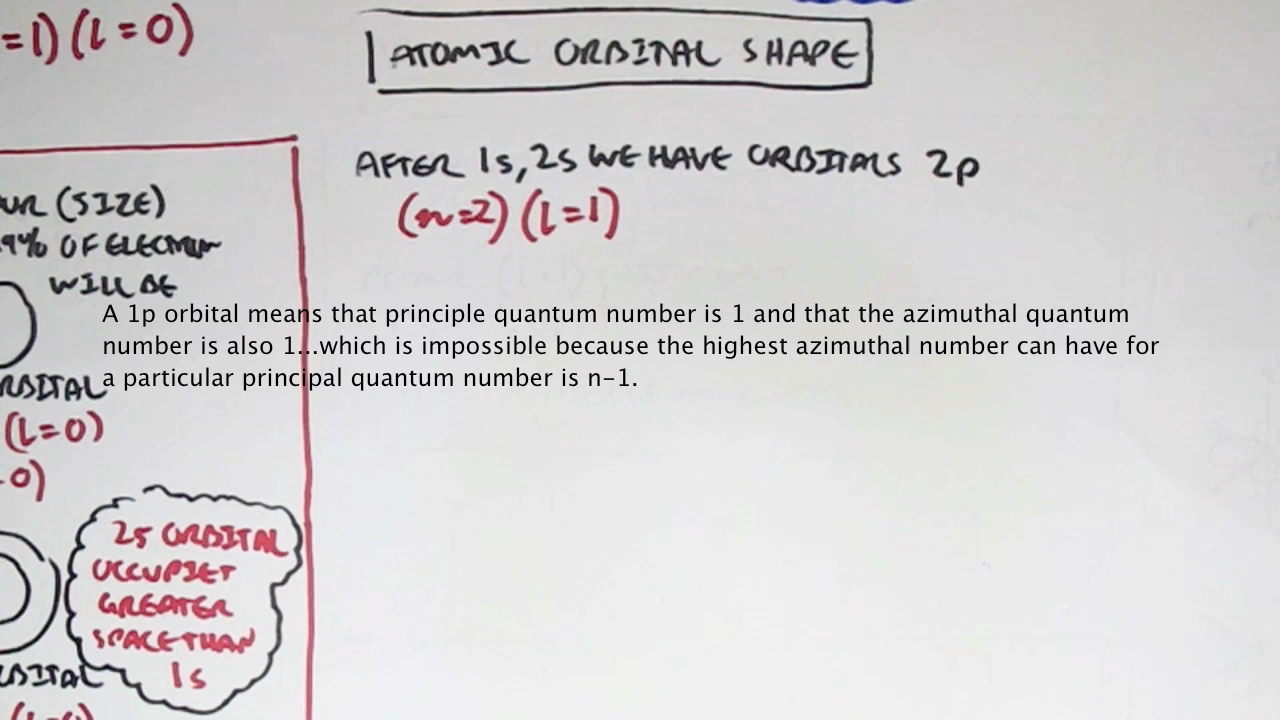 =1) (l=0)
ATOMIC ORBITAL SHAPE
AFTER 1s, 2s WE HAVE ORBITALS 2p
(n=2) (l=1)
(SIZE)
OF ELECTRON
WILL BE
A 1p orbital means that principle quantum number is 1 and that the azimuthal quantum
number is also 1...which is impossible because the highest azimuthal number can have for
a particular principal quantum number is n-1.
(l=0)
0)
2s ORBITAL
OCCUPIET
GREATER
SPACE THAN
1s